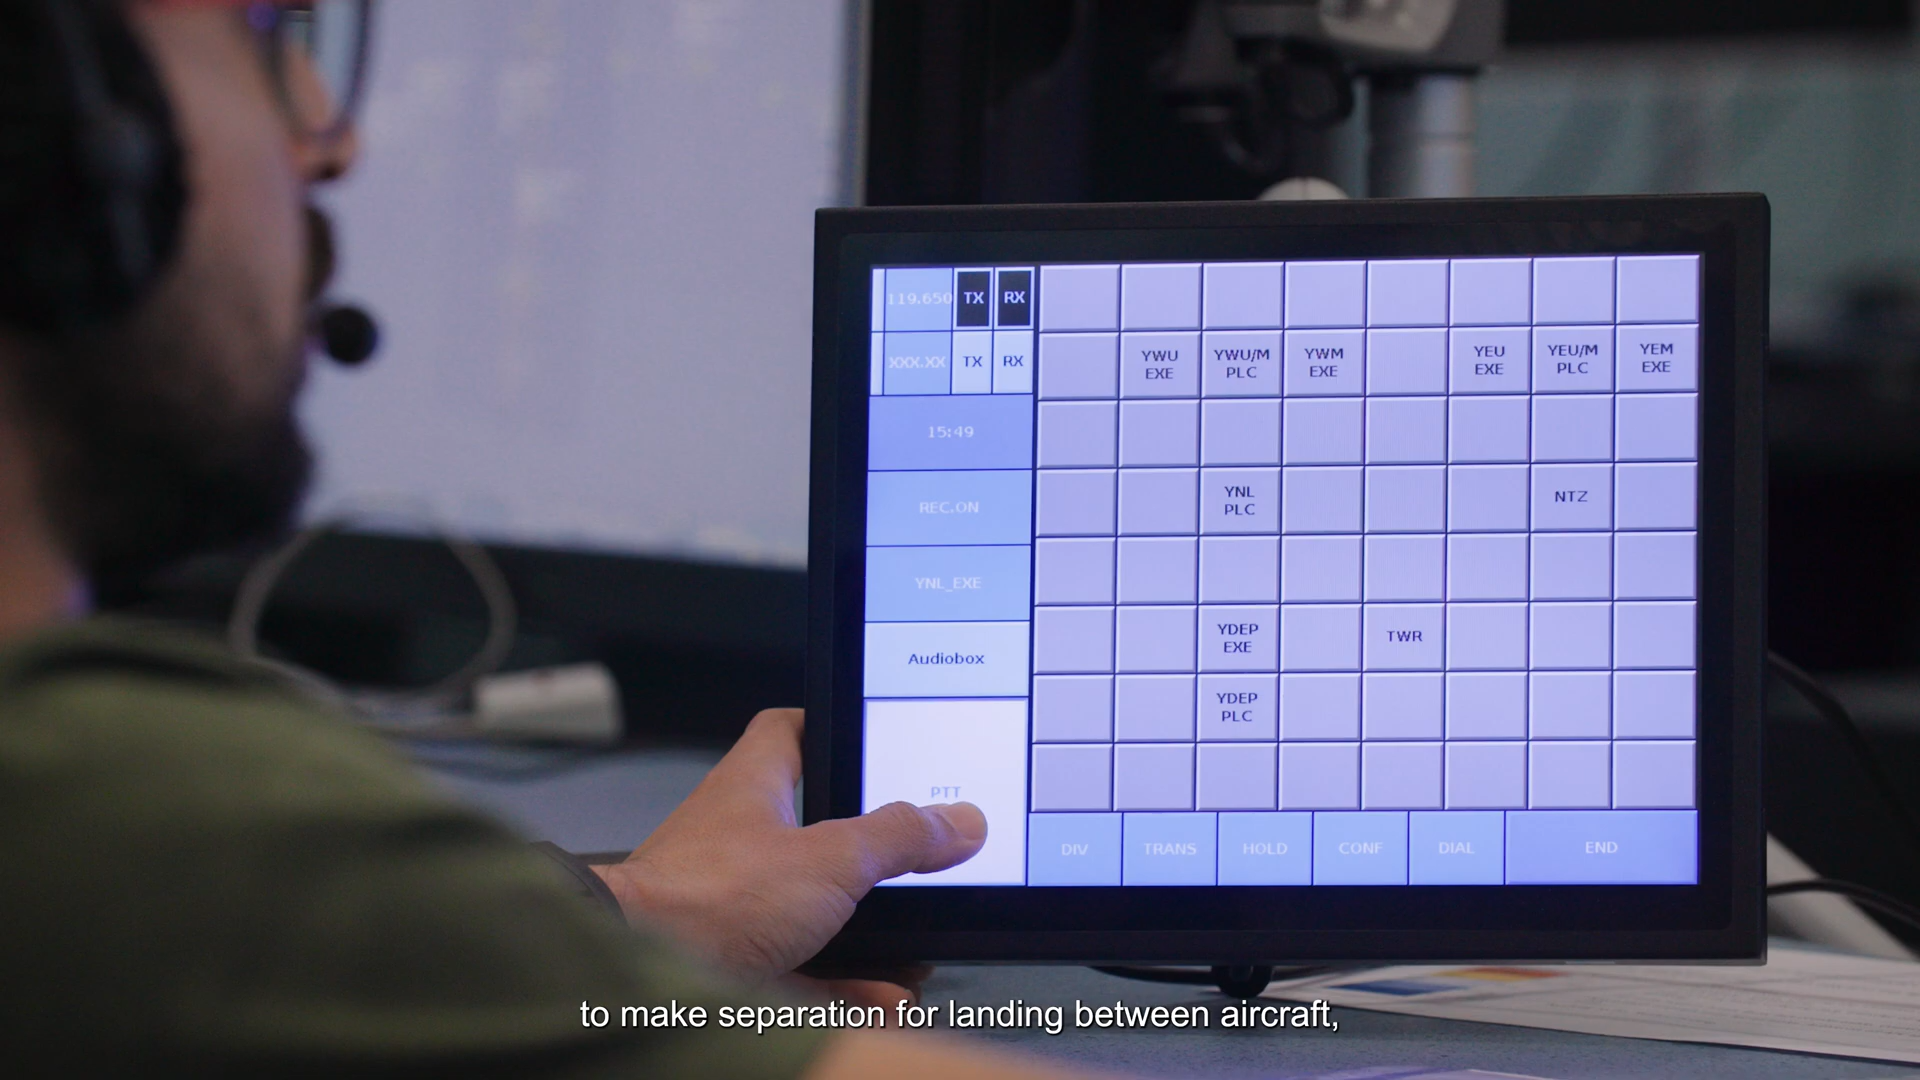 119.650 TX RX
XXX.XX TX RX
15:49
REC.ON
YNL_EXE
Audiobox
PTT
YWU
EXE
YWU/M
PLC
YWM
EXE
YEU
EXE
YEU/M
PLC
YEM
EXE
YNL
PLC
NTZ
YDEP
EXE
TWR
YDEP
PLC
DIV TRANS HOLD CONF DIAL END
to make separation for landing between aircraft,